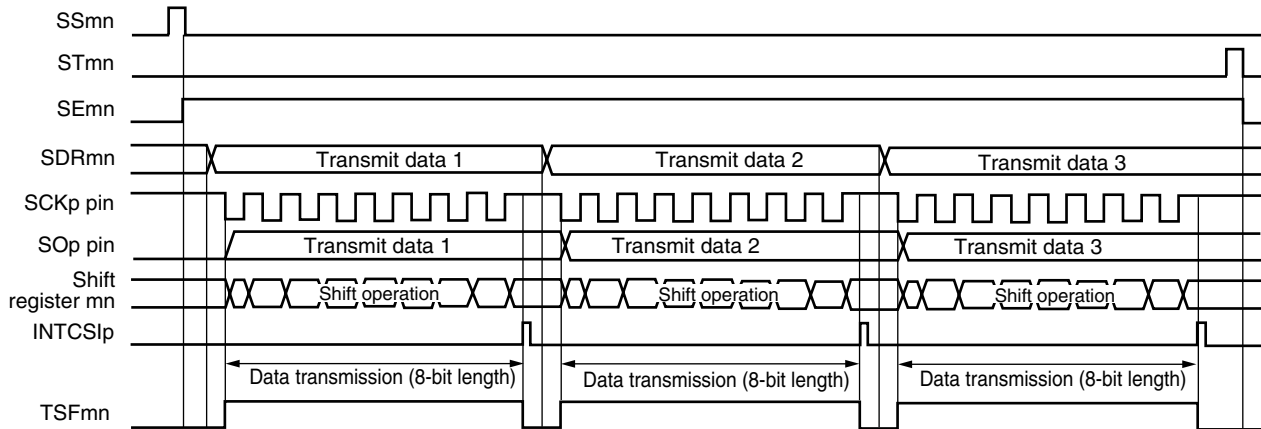 SSmn
STmn
SEmn
SDRmn Transmit data 1 Transmit data 2 Transmit data 3
SCKp pin
SOp pin Transmit data 1 Transmit data 2 Transmit data 3
Shift
register mn Shift operation Shift operation Shift operation
INTCSIp
Data transmission (8-bit length) Data transmission (8-bit length) Data transmission (8-bit length)
TSFmn